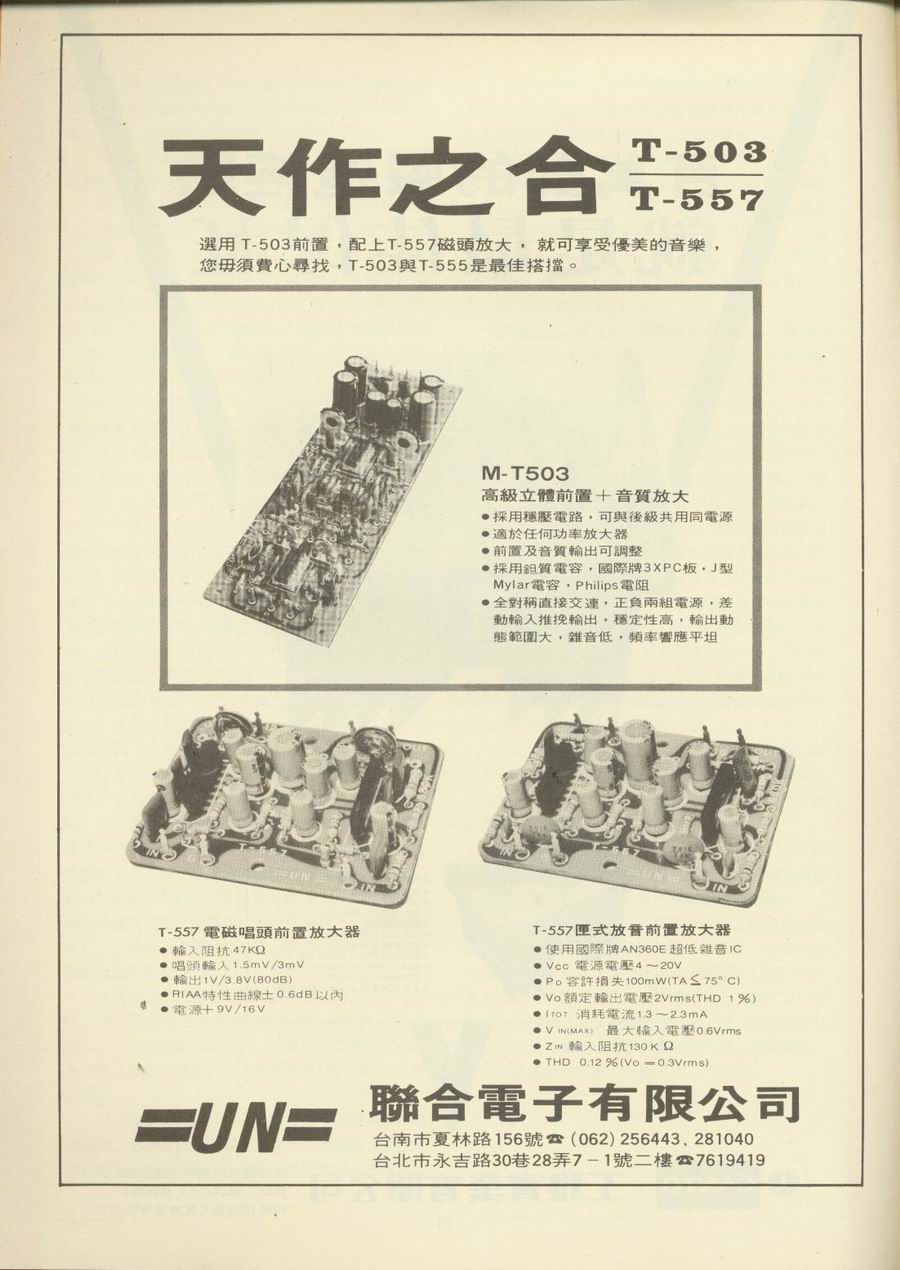 天作之合 T-503
T-557
選用 T-503前置，配上T-557磁頭放大，就可享受優美的音樂，
您毋須費心尋找，T-503與T-555是最佳搭擋。
M-T503
高級立體前置＋音質放大
●採用穩壓電路，可與後級共用同電源
●適於任何功率放大器
●前置及音質輸出可調整
●採用鉭質電容，國際牌3XPC板，J型
Mylar電容，Philips電阻
●全對稱直接交連，正負兩組電源，差
動輸入推挽輸出，穩定性高，輸出動
態範圍大，雜音低，頻率響應平坦
IN G T-557 =UN= IN
IN T-557 =UN= IN
T-557 電磁唱頭前置放大器
●輸入阻抗47KΩ
●唱頭輸入1.5mV/3mV
●輸出1V/3.8V(80dB)
●RIAA特性曲線士0.6dB以內
●電源＋9V/16V
T-557匣式放音前置放大器
●使用國際牌AN360E超低雜音IC
●Vcc 電源電壓4～20V
●PD 容許損失100mW(TA≦75°C)
●Vo額定輸出電壓2Vrms(THD 1％)
●ITOT 消耗電流1.3～2.3mA
●V IN(MAX) 最大輸入電壓0.6Vrms
●ZIN 輸入阻抗130KΩ
●THD 0.12％(Vo＝0.3Vrms)
=UN= 聯合電子有限公司
台南市夏林路156號☎(062)256443, 281040
台北市永吉路30巷28弄7－1號二樓☎7619419